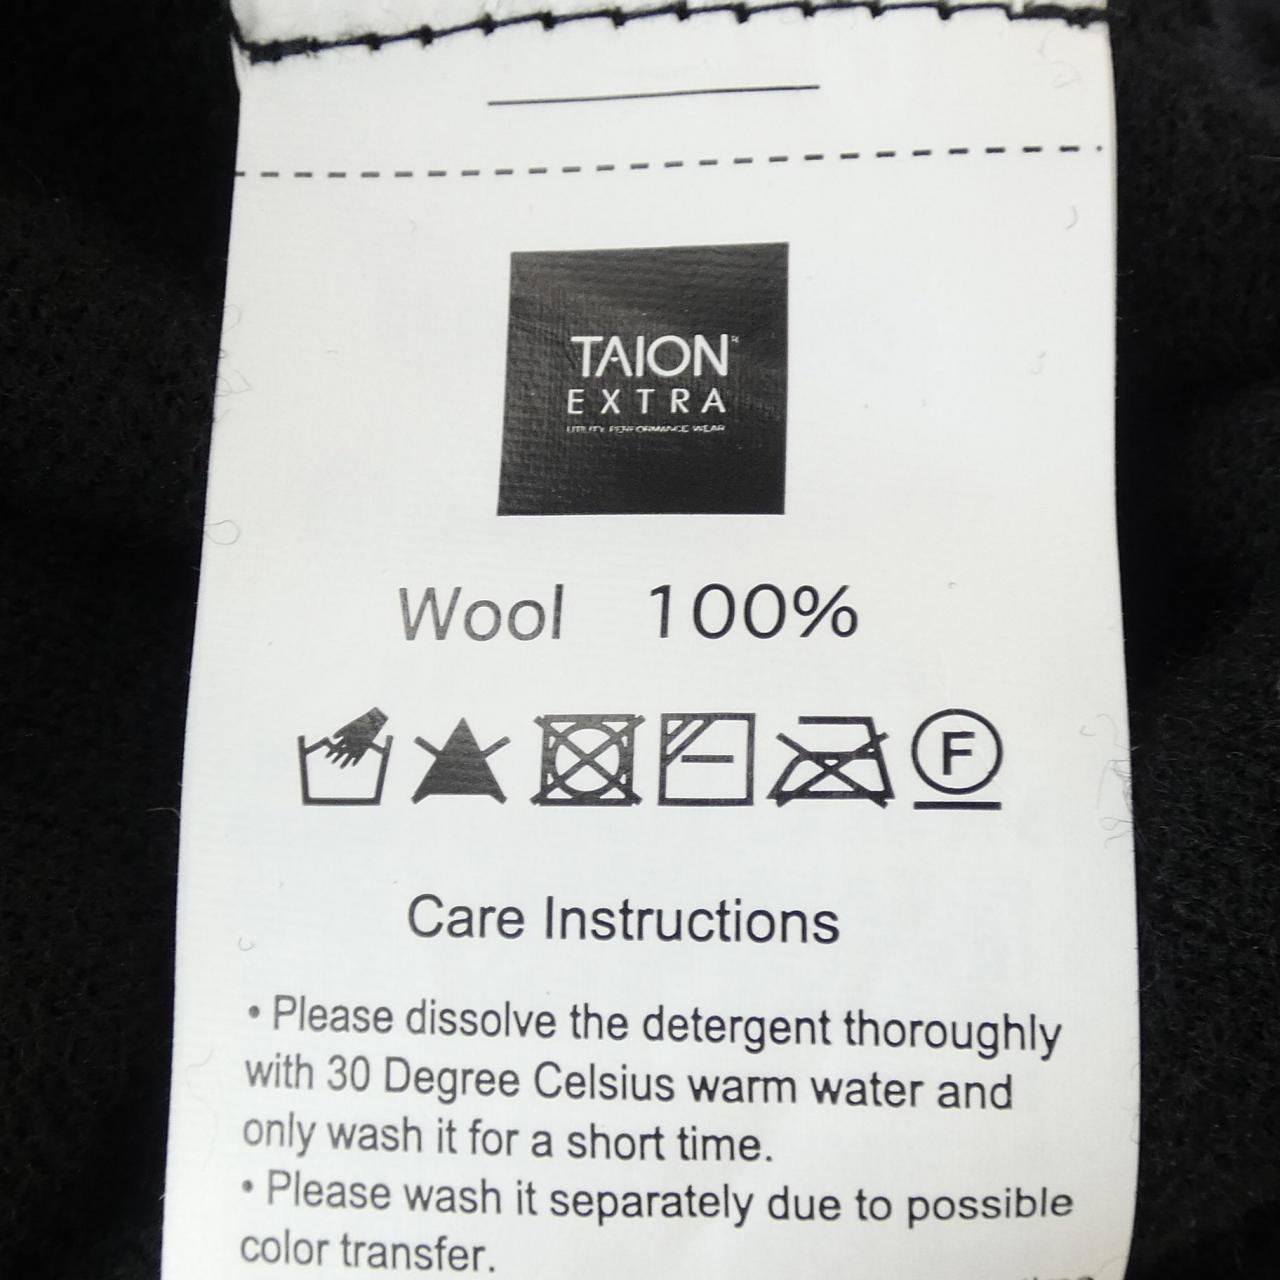 TAION
EXTRA
UTILITY PERFORMANCE WEAR
Wool 100%
F
Care Instructions
• Please dissolve the detergent thoroughly
with 30 Degree Celsius warm water and
only wash it for a short time.
• Please wash it separately due to possible
color transfer.